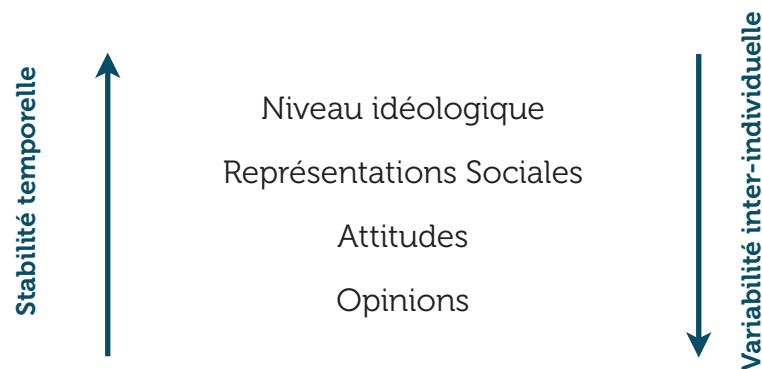 Stabilité temporelle
Niveau idéologique
Représentations Sociales
Attitudes
Opinions
Variabilité inter-individuelle